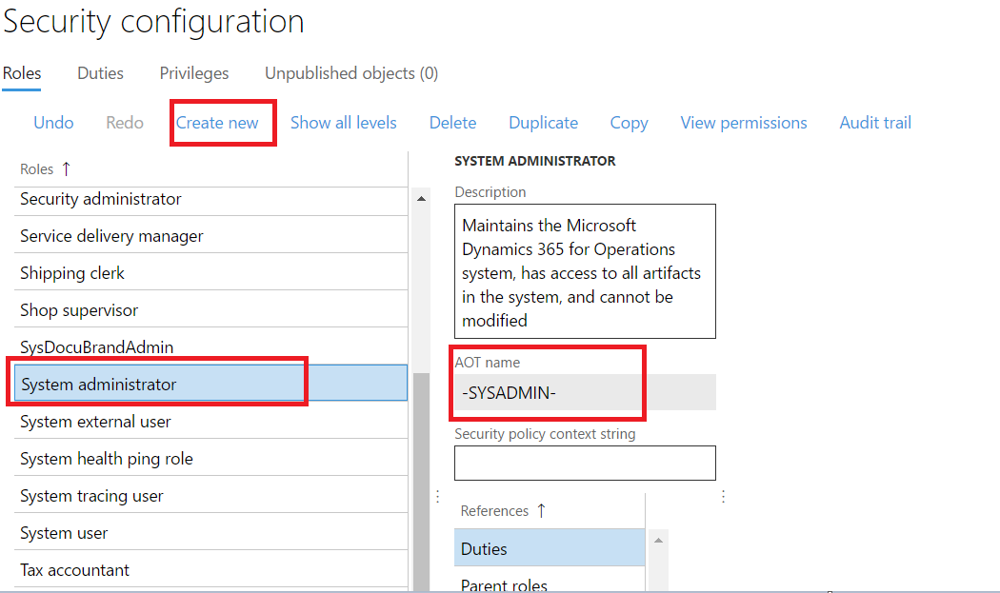 Security configuration
Roles Duties Privileges Unpublished objects (0)
Undo Redo Create new Show all levels Delete Duplicate Copy View permissions Audit trail
Roles ↑
Security administrator
Service delivery manager
Shipping clerk
Shop supervisor
SysDocuBrandAdmin
System administrator
System external user
System health ping role
System tracing user
System user
Tax accountant
SYSTEM ADMINISTRATOR
Description
Maintains the Microsoft
Dynamics 365 for Operations
system, has access to all artifacts
in the system, and cannot be
modified
AOT name
-SYSADMIN-
Security policy context string
References ↑
Duties
Parent roles